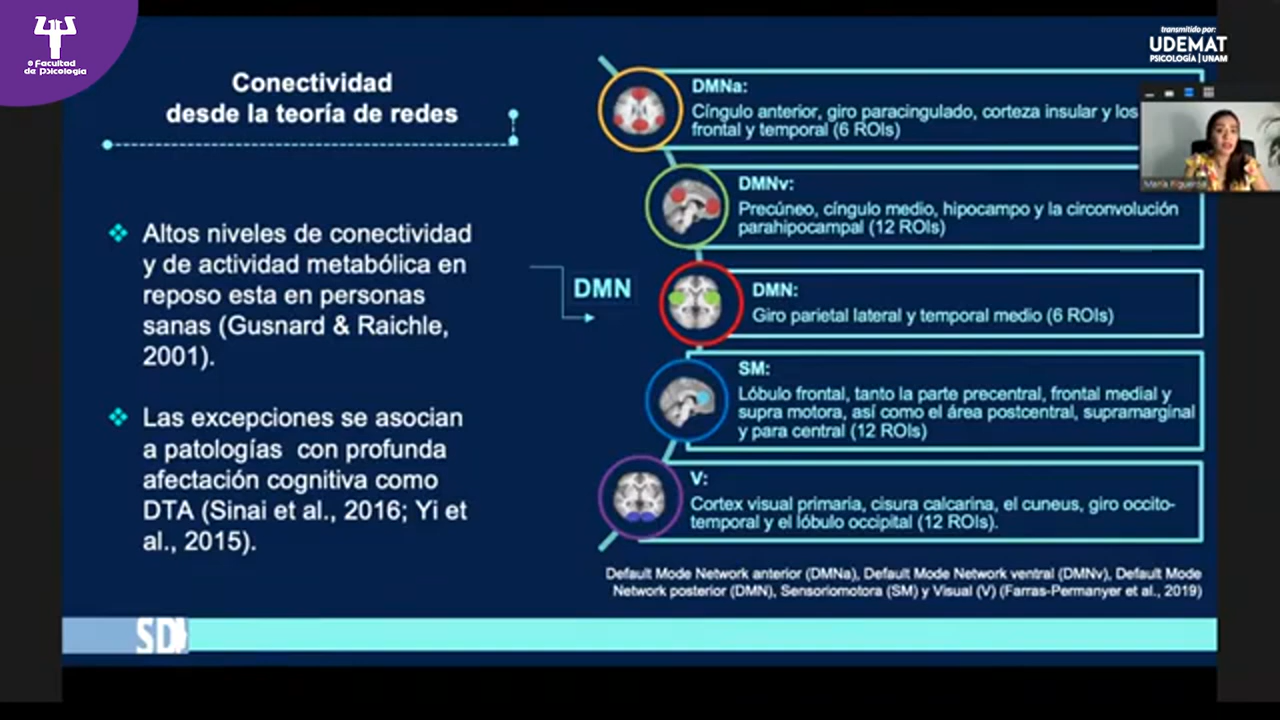 Facultad
de Psicología
transmitido por:
UDEMAT
PSICOLOGÍA | UNAM
Conectividad
desde la teoría de redes
❖ Altos niveles de conectividad
y de actividad metabólica en
reposo esta en personas
sanas (Gusnard & Raichle,
2001).
❖ Las excepciones se asocian
a patologías con profunda
afectación cognitiva como
DTA (Sinai et al., 2016; Yi et
al., 2015).
DMN
DMNa:
Cíngulo anterior, giro paracingulado, corteza insular y los
frontal y temporal (6 ROIs)
DMNv:
Precúneo, cíngulo medio, hipocampo y la circonvolución
parahipocampal (12 ROIs)
DMN:
Giro parietal lateral y temporal medio (6 ROIs)
SM:
Lóbulo frontal, tanto la parte precentral, frontal medial y
supra motora, así como el área postcentral, supramarginal
y para central (12 ROIs)
V:
Cortex visual primaria, cisura calcarina, el cuneus, giro occito-
temporal y el lóbulo occipital (12 ROIs).
Default Mode Network anterior (DMNa), Default Mode Network ventral (DMNv), Default Mode
Network posterior (DMN), Sensoriomotora (SM) y Visual (V) (Farras-Permanyer et al., 2019)